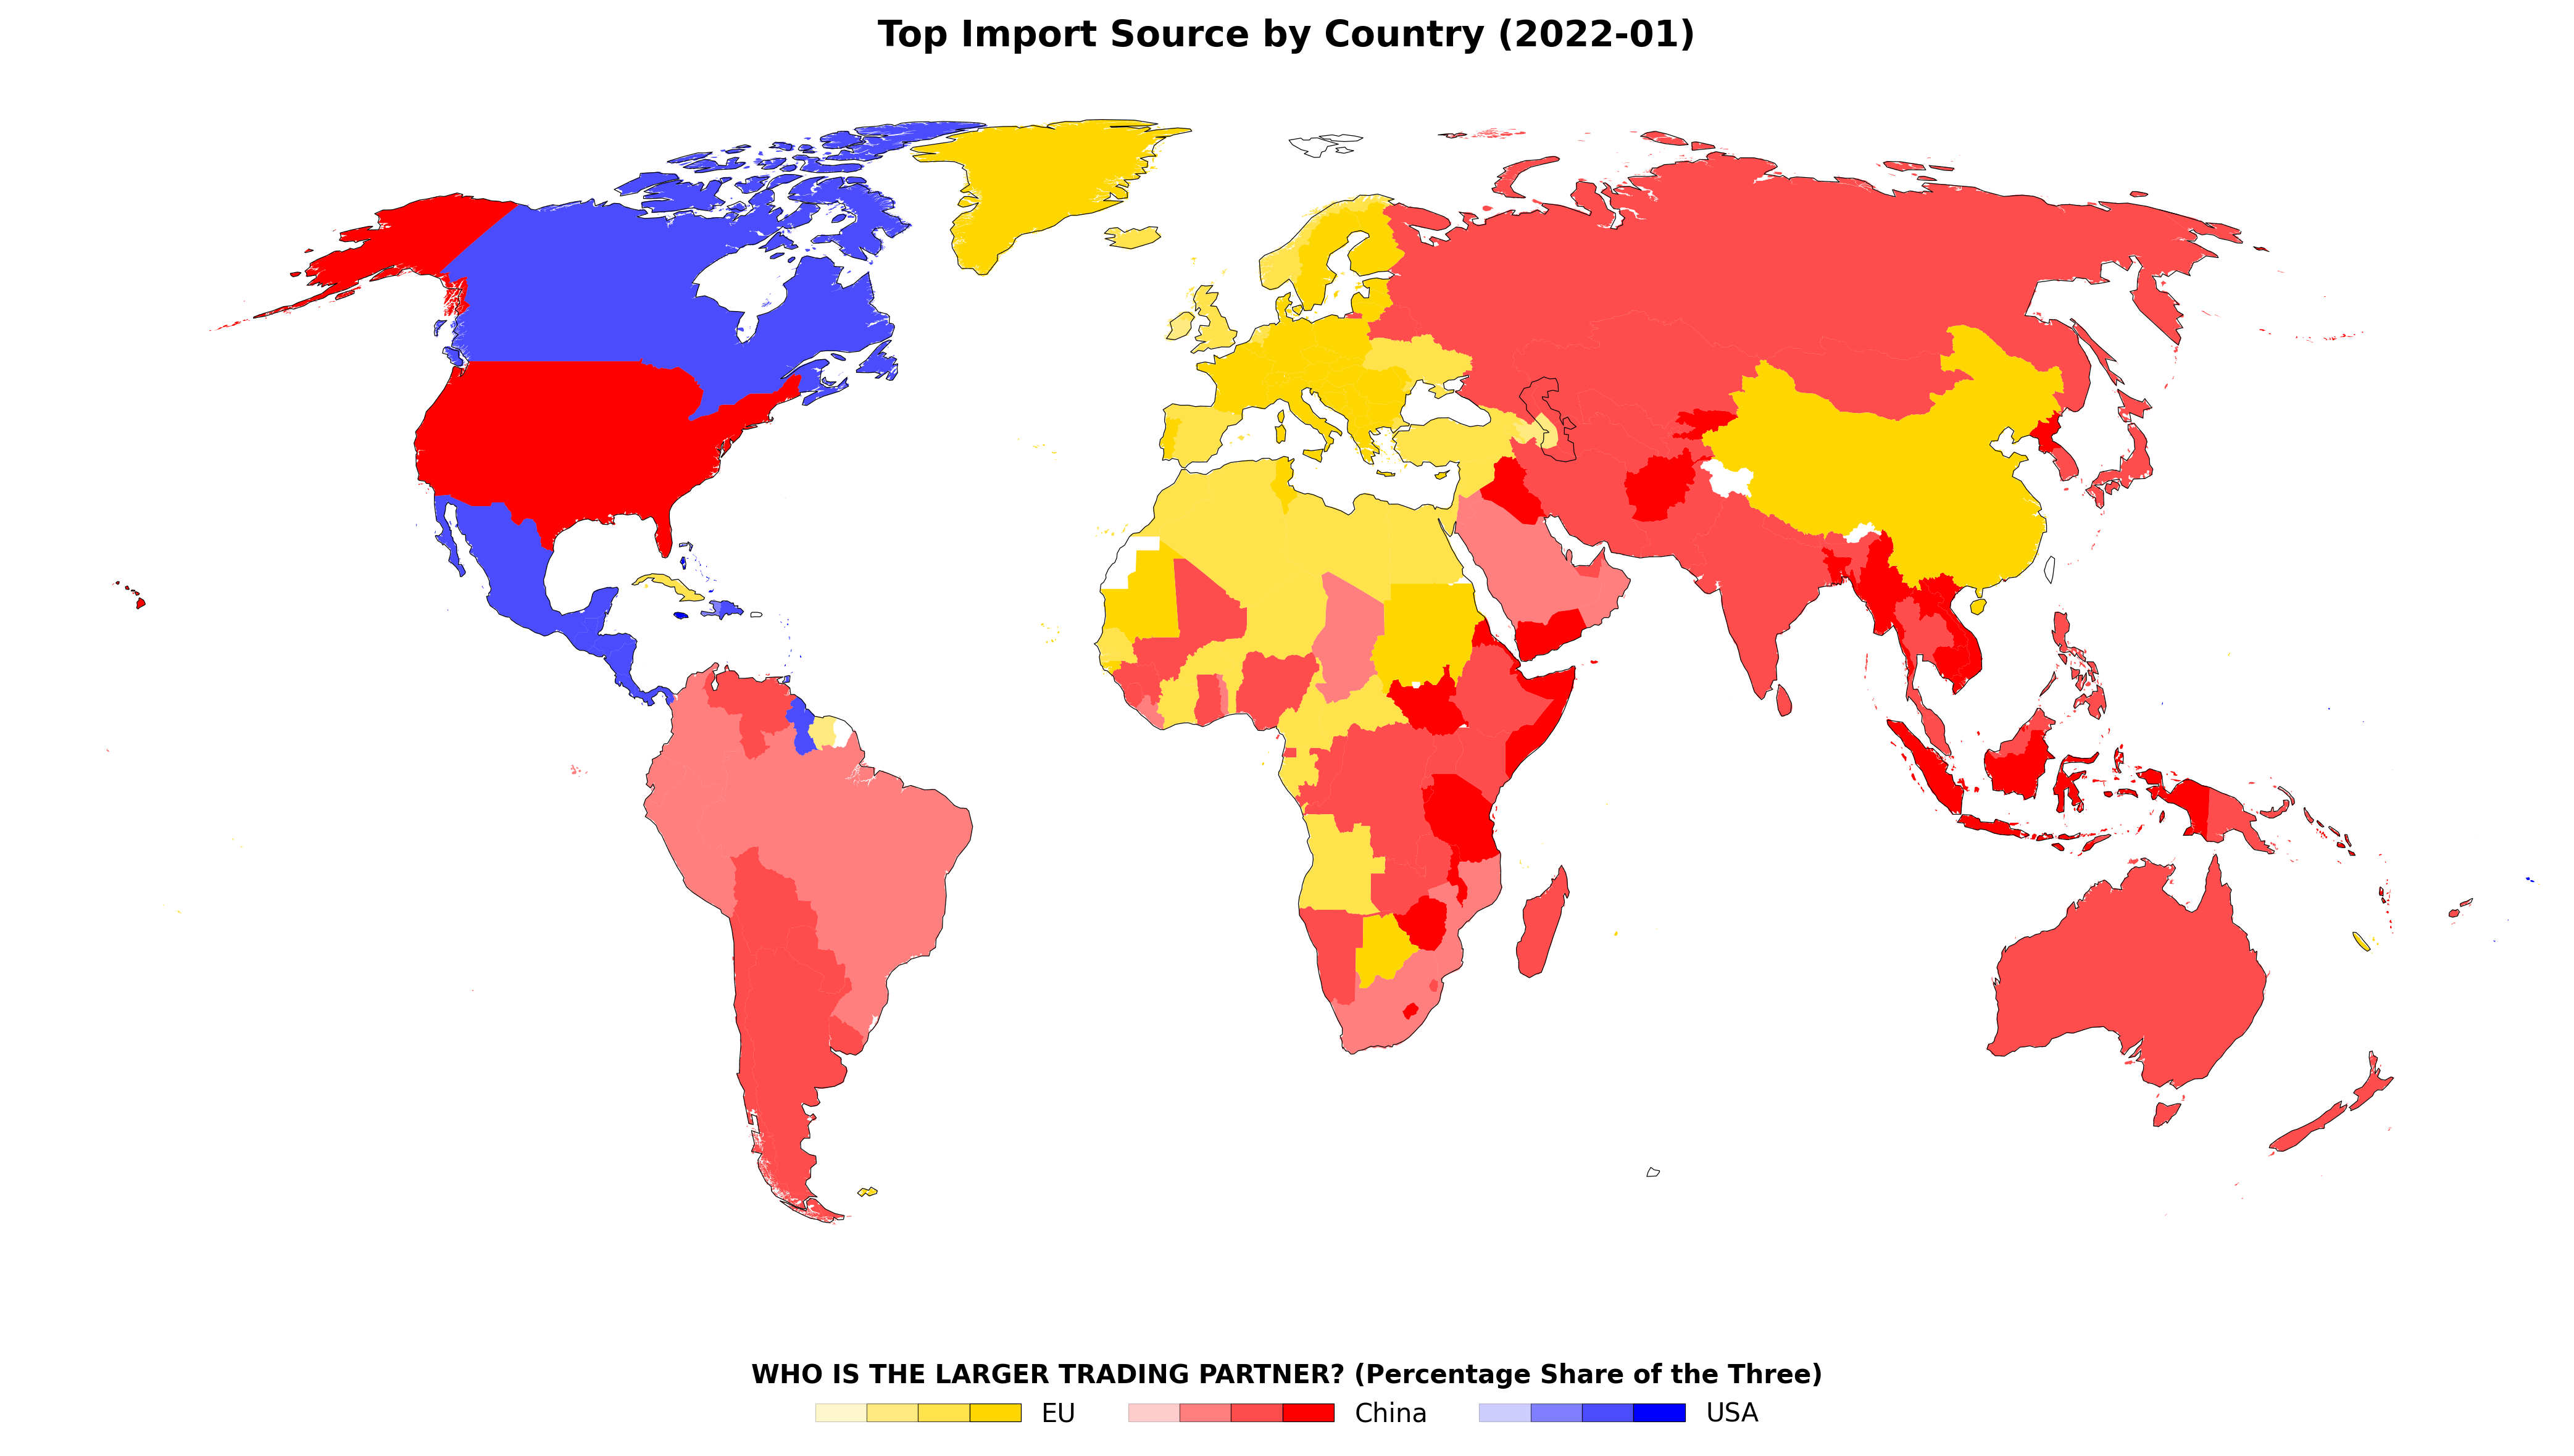 Top Import Source by Country (2022-01)
WHO IS THE LARGER TRADING PARTNER? (Percentage Share of the Three)
EU China USA